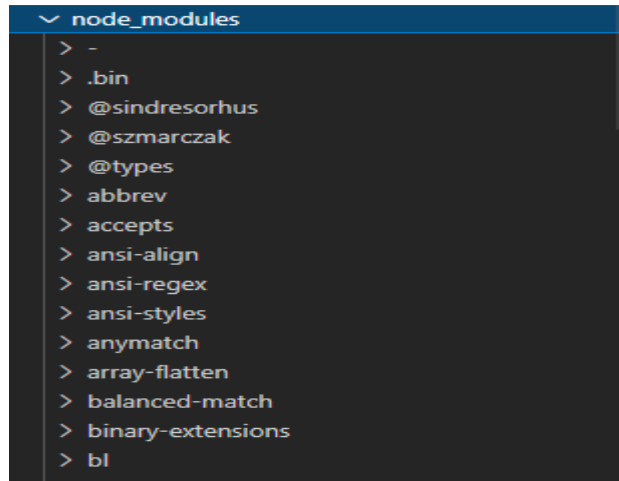 node_modules
-
.bin
@sindresorhus
@szmarczak
@types
abbrev
accepts
ansi-align
ansi-regex
ansi-styles
anymatch
array-flatten
balanced-match
binary-extensions
bl